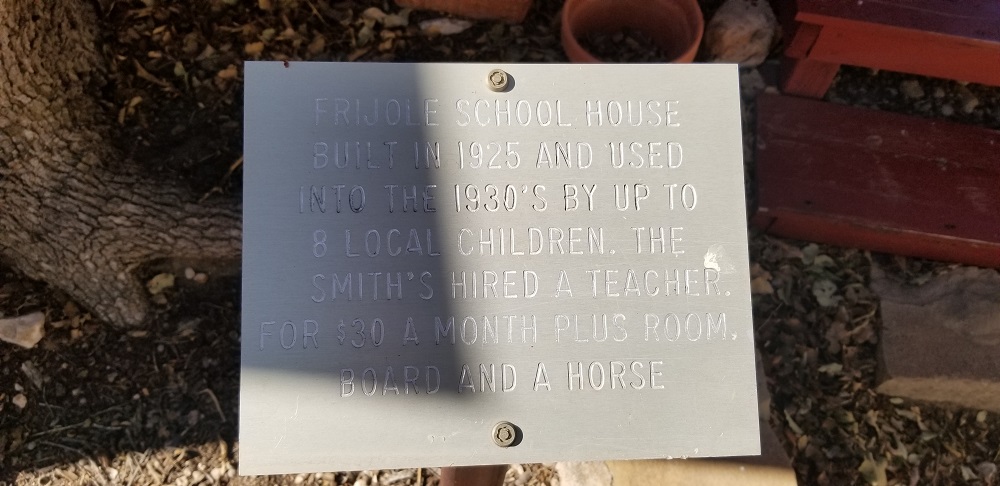 FRIJOLE SCHOOL HOUSE
BUILT IN 1925 AND USED
INTO THE 1930'S BY UP TO
8 LOCAL CHILDREN. THE
SMITH'S HIRED A TEACHER.
FOR $30 A MONTH PLUS ROOM,
BOARD AND A HORSE